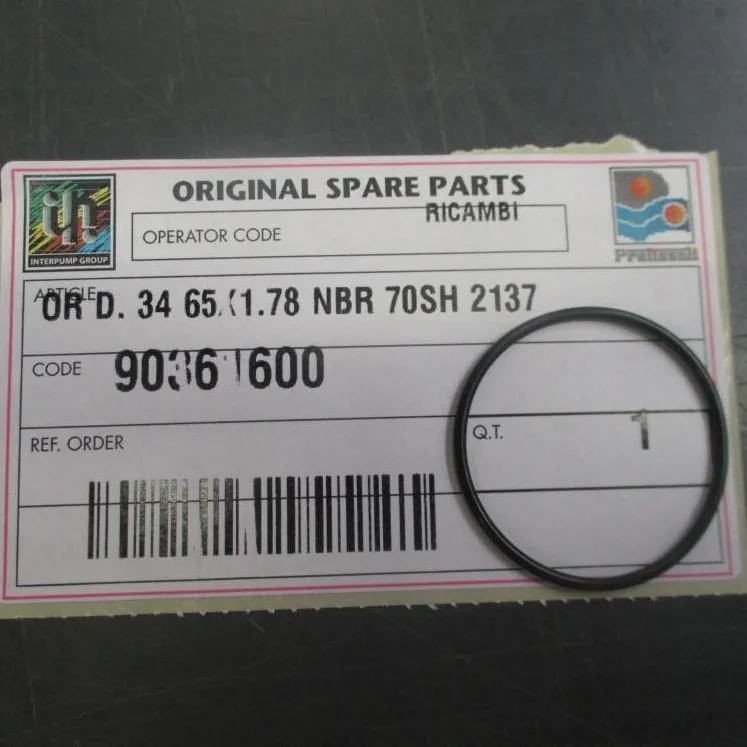 ORIGINAL SPARE PARTS
RICAMBI
OPERATOR CODE
INTERPUMP GROUP
Pratissoli
ARTICLE
OR D. 34 65X1.78 NBR 70SH 2137
CODE 90361600
REF. ORDER
Q.T. 1